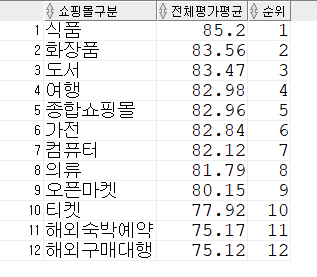 쇼핑몰구분 전체평가평균 순위
1 식품 85.2 1
2 화장품 83.56 2
3 도서 83.47 3
4 여행 82.98 4
5 종합쇼핑몰 82.96 5
6 가전 82.84 6
7 컴퓨터 82.12 7
8 의류 81.79 8
9 오픈마켓 80.15 9
10 티켓 77.92 10
11 해외숙박예약 75.17 11
12 해외구매대행 75.12 12